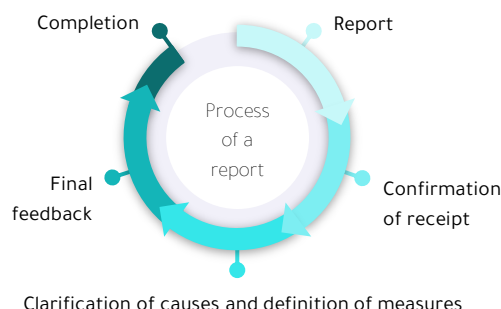 Completion
Report
Process
of a
report
Final
feedback
Confirmation
of receipt
Clarification of causes and definition of measures